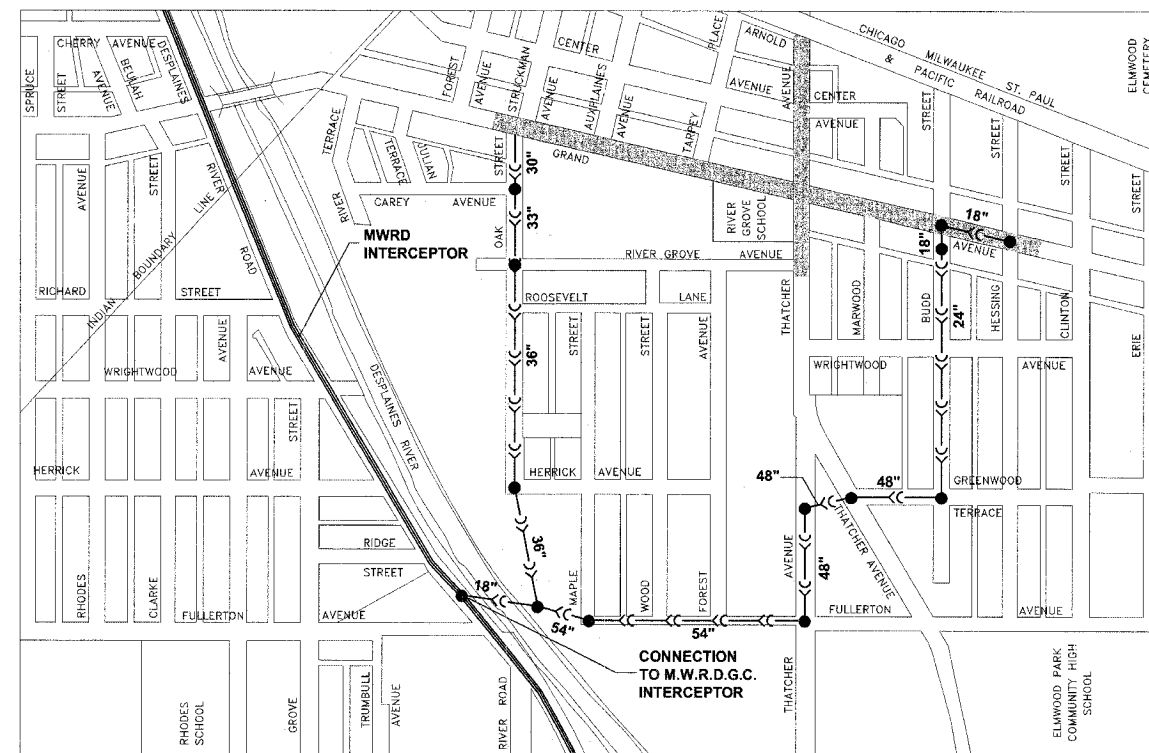 CHERRY AVENUE
SPRUCE
STREET
AVENUE
BEULAH
DESPLAINES
TERRACE
FOREST
AVENUE
STRUCKMAN
AVENUE
CENTER
AUXPLAINES
AVENUE
PLACE
TARPEY
ARNOLD
AVENUE
AVENUE
CENTER
AVENUE
CHICAGO MILWAUKEE ST. PAUL
& PACIFIC RAILROAD
ELMWOOD
CEMETERY
STREET
STREET
STREET
STREET
AVENUE
STREET
RIVER
LINE
TERRACE
JULIAN
STREET
30"
GRAND
RIVER
CAREY AVENUE
OAK
33"
RIVER GROVE
SCHOOL
18"
18"
AVENUE
MWRD
INTERCEPTOR
ROAD
BOUNDARY
INDIAN
RIVER GROVE AVENUE
RICHARD STREET
ROOSEVELT LANE
THATCHER
MARWOOD
BUDD
24"
HESSING
CLINTON
ERIE
AVENUE
STREET
STREET
AVENUE
36"
WRIGHTWOOD AVENUE
WRIGHTWOOD AVENUE
DESPLAINES RIVER
STREET
HERRICK AVENUE
HERRICK AVENUE
48"
48"
GREENWOOD
TERRACE
THATCHER AVENUE
RIDGE
STREET
36"
AVENUE
48"
18"
RHODES
CLARKE
FULLERTON AVENUE
MAPLE
WOOD
FOREST
FULLERTON AVENUE
54"
54"
CONNECTION
TO M.W.R.D.G.C.
INTERCEPTOR
RHODES
SCHOOL
GROVE
TRUMBULL
AVENUE
RIVER ROAD
THATCHER
ELMWOOD PARK
COMMUNITY HIGH
SCHOOL